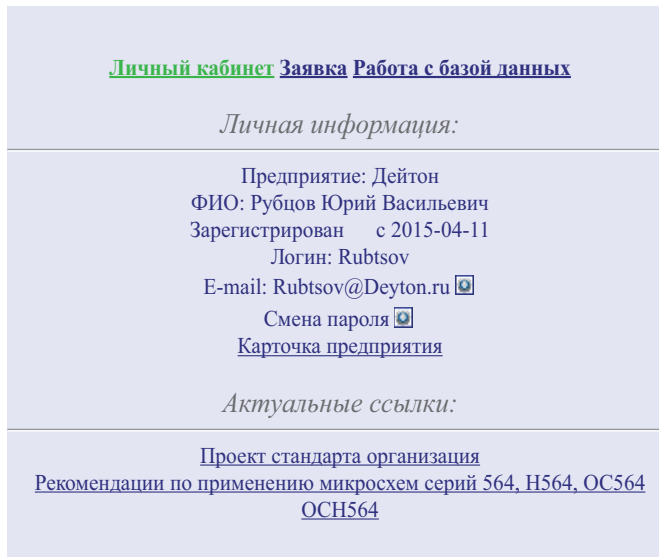 Личный кабинет Заявка Работа с базой данных
Личная информация:
Предприятие: Дейтон
ФИО: Рубцов Юрий Васильевич
Зарегистрирован с 2015-04-11
Логин: Rubtsov
E-mail: Rubtsov@Deyton.ru
Смена пароля
Карточка предприятия
Актуальные ссылки:
Проект стандарта организация
Рекомендации по применению микросхем серий 564, Н564, ОС564
ОСН564